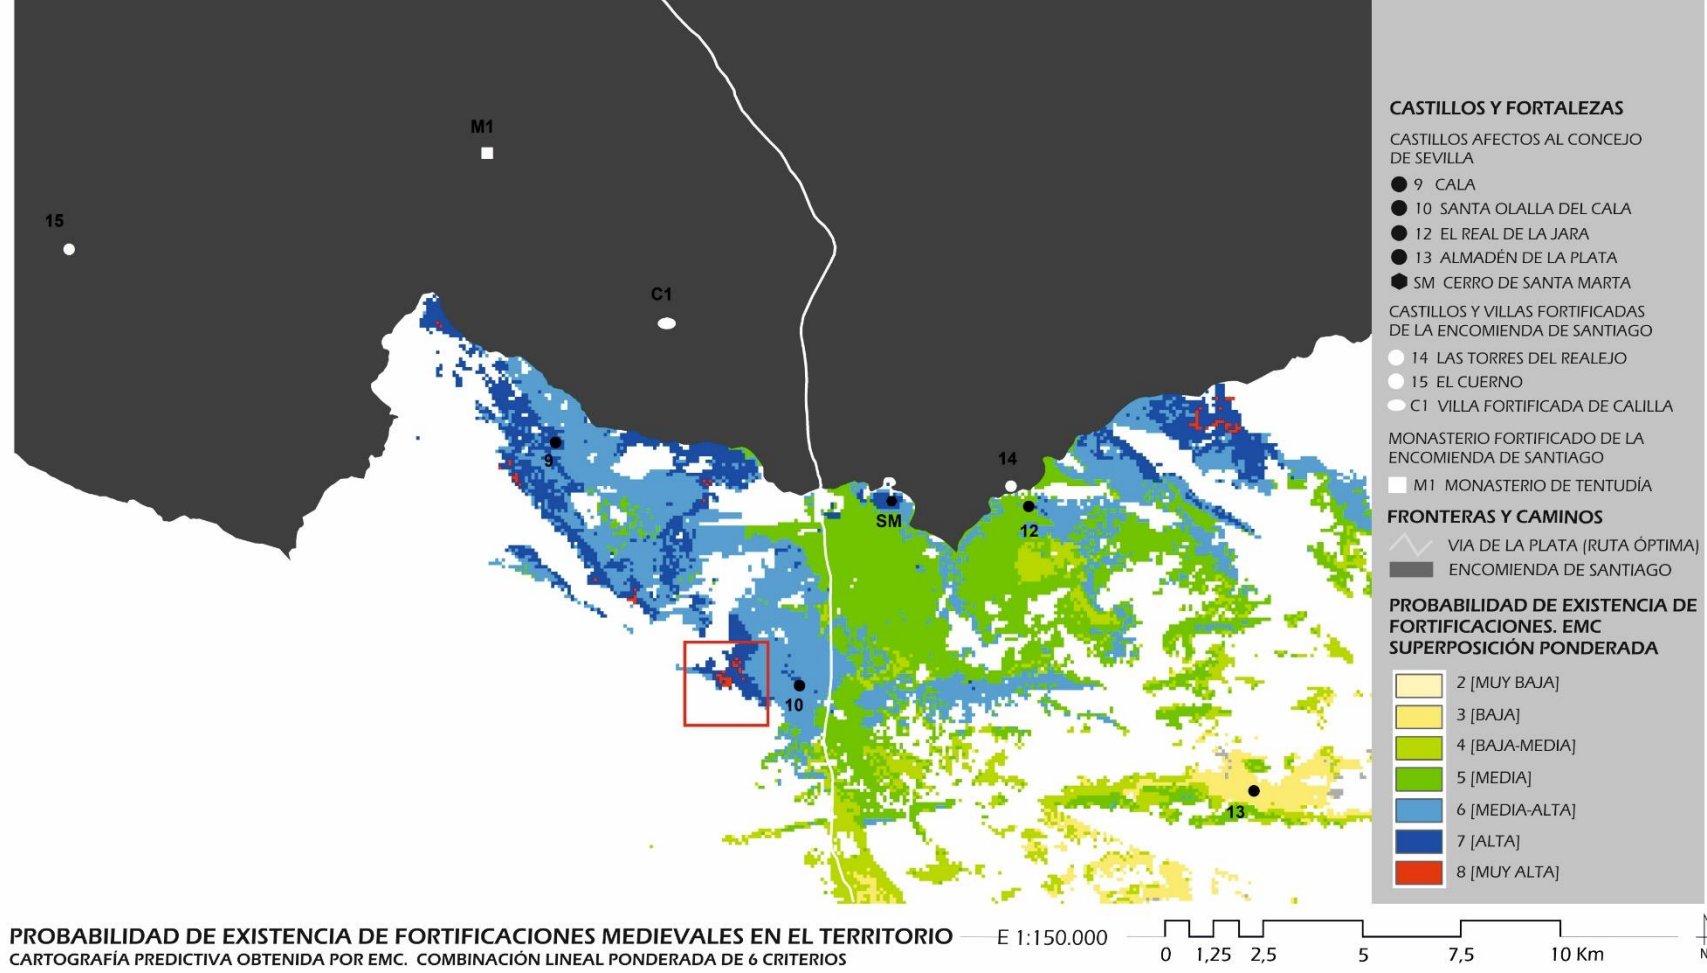 M1
15
C1
9
SM
14
12
10
13
CASTILLOS Y FORTALEZAS
CASTILLOS AFECTOS AL CONCEJO
DE SEVILLA
9 CALA
10 SANTA OLALLA DEL CALA
12 EL REAL DE LA JARA
13 ALMADÉN DE LA PLATA
SM CERRO DE SANTA MARTA
CASTILLOS Y VILLAS FORTIFICADAS
DE LA ENCOMIENDA DE SANTIAGO
14 LAS TORRES DEL REALEJO
15 EL CUERNO
C1 VILLA FORTIFICADA DE CALILLA
MONASTERIO FORTIFICADO DE LA
ENCOMIENDA DE SANTIAGO
M1 MONASTERIO DE TENTUDÍA
FRONTERAS Y CAMINOS
VIA DE LA PLATA (RUTA ÓPTIMA)
ENCOMIENDA DE SANTIAGO
PROBABILIDAD DE EXISTENCIA DE
FORTIFICACIONES. EMC
SUPERPOSICIÓN PONDERADA
2 [MUY BAJA]
3 [BAJA]
4 [BAJA-MEDIA]
5 [MEDIA]
6 [MEDIA-ALTA]
7 [ALTA]
8 [MUY ALTA]
PROBABILIDAD DE EXISTENCIA DE FORTIFICACIONES MEDIEVALES EN EL TERRITORIO E 1:150.000
CARTOGRAFÍA PREDICTIVA OBTENIDA POR EMC. COMBINACIÓN LINEAL PONDERADA DE 6 CRITERIOS
0 1,25 2,5 5 7,5 10 Km